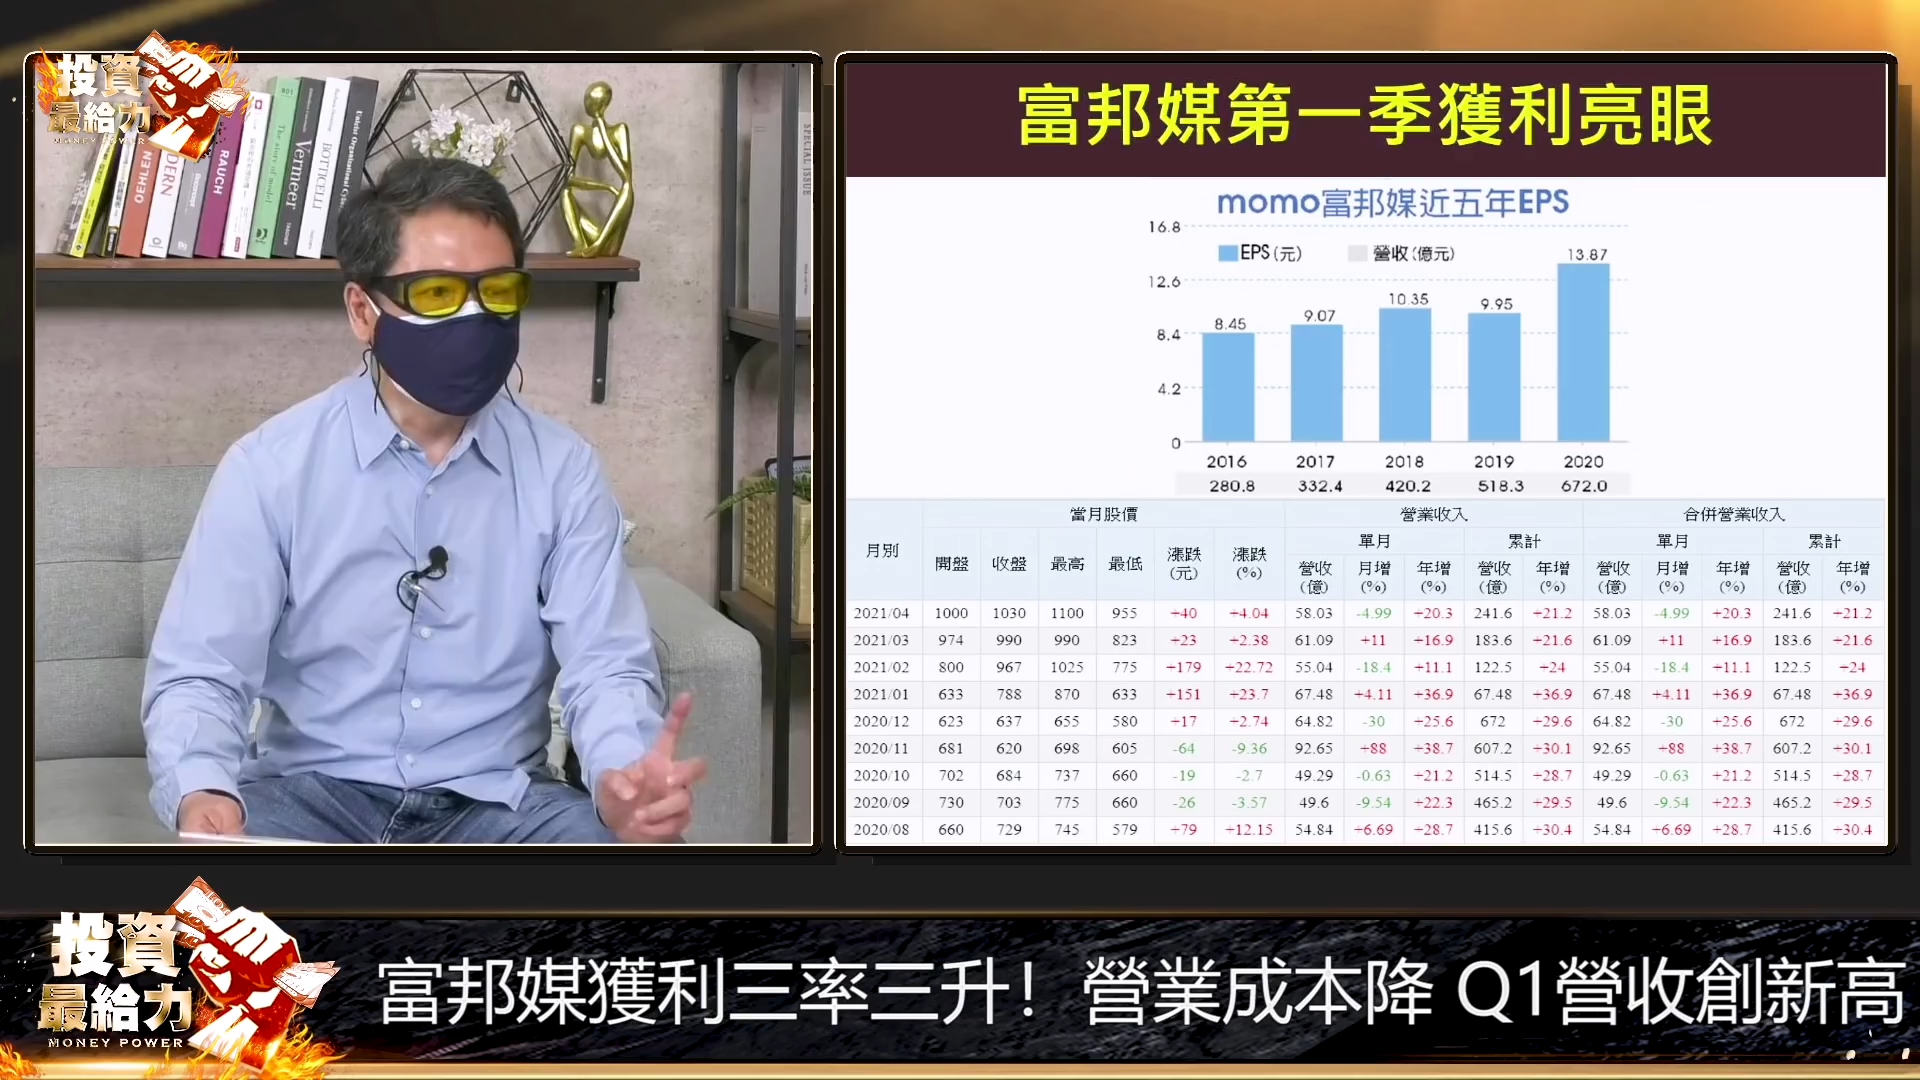 投資
最給力
MONEY POWER
OEHLEN
RAUCH
The story of model
Vermeer
BOTTICELLI
SPECIAL ISSUE
富邦媒第一季獲利亮眼
momo富邦媒近五年EPS
EPS(元) 營收(億元)
16.8
12.6
8.4
4.2
0
8.45 9.07 10.35 9.95 13.87
2016 2017 2018 2019 2020
280.8 332.4 420.2 518.3 672.0
月別 當月股價 營業收入 合併營業收入
單月 累計 單月 累計
開盤 收盤 最高 最低 漲跌(元) 漲跌(%) 營收(億) 月增(%) 年增(%) 營收(億) 年增(%) 營收(億) 月增(%) 年增(%) 營收(億) 年增(%)
2021/04 1000 1030 1100 955 +40 +4.04 58.03 -4.99 +20.3 241.6 +21.2 58.03 -4.99 +20.3 241.6 +21.2
2021/03 974 990 990 823 +23 +2.38 61.09 +11 +16.9 183.6 +21.6 61.09 +11 +16.9 183.6 +21.6
2021/02 800 967 1025 775 +179 +22.72 55.04 -18.4 +11.1 122.5 +24 55.04 -18.4 +11.1 122.5 +24
2021/01 633 788 870 633 +151 +23.7 67.48 +4.11 +36.9 67.48 +36.9 67.48 +4.11 +36.9 67.48 +36.9
2020/12 623 637 655 580 +17 +2.74 64.82 -30 +25.6 672 +29.6 64.82 -30 +25.6 672 +29.6
2020/11 681 620 698 605 -64 -9.36 92.65 +88 +38.7 607.2 +30.1 92.65 +88 +38.7 607.2 +30.1
2020/10 702 684 737 660 -19 -2.7 49.29 -0.63 +21.2 514.5 +28.7 49.29 -0.63 +21.2 514.5 +28.7
2020/09 730 703 775 660 -26 -3.57 49.6 -9.54 +22.3 465.2 +29.5 49.6 -9.54 +22.3 465.2 +29.5
2020/08 660 729 745 579 +79 +12.15 54.84 +6.69 +28.7 415.6 +30.4 54.84 +6.69 +28.7 415.6 +30.4
投資
最給力
MONEY POWER
富邦媒獲利三率三升！營業成本降 Q1營收創新高